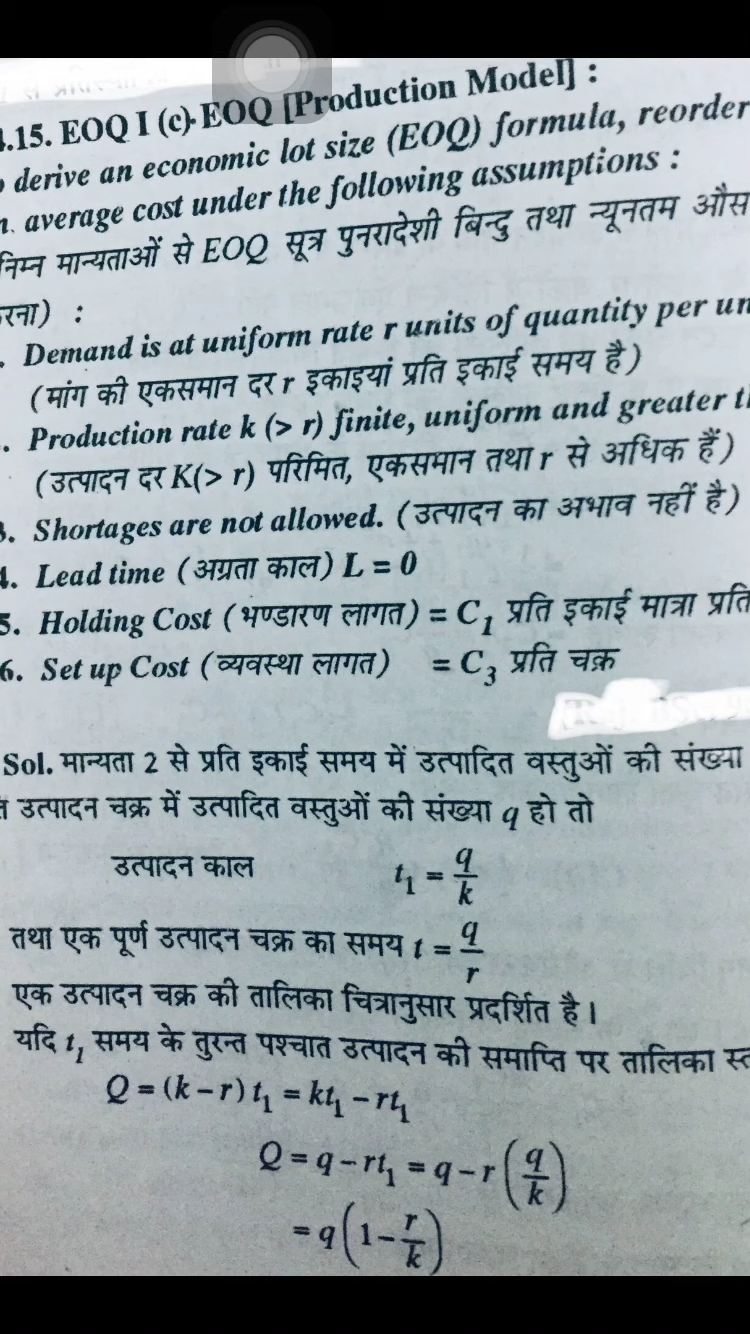 .15. EOQ I (c)-EOQ [Production Model] :
derive an economic lot size (EOQ) formula, reorder
average cost under the following assumptions :
निम्न मान्यताओं से EOQ सूत्र पुनरादेशी बिन्दु तथा न्यूनतम औस
रना) :
. Demand is at uniform rate r units of quantity per un
(मांग की एकसमान दर r इकाइयां प्रति इकाई समय है)
. Production rate k (> r) finite, uniform and greater th
(उत्पादन दर K(> r) परिमित, एकसमान तथा r से अधिक हैं)
3. Shortages are not allowed. (उत्पादन का अभाव नहीं है)
4. Lead time (अग्रता काल) L = 0
5. Holding Cost (भण्डारण लागत) = C₁ प्रति इकाई मात्रा प्रति
6. Set up Cost (व्यवस्था लागत) = C₃ प्रति चक्र
Sol. मान्यता 2 से प्रति इकाई समय में उत्पादित वस्तुओं की संख्या
उत्पादन चक्र में उत्पादित वस्तुओं की संख्या q हो तो
उत्पादन काल t₁ = q/k
तथा एक पूर्ण उत्पादन चक्र का समय t = q/r
एक उत्पादन चक्र की तालिका चित्रानुसार प्रदर्शित है।
यदि t₁ समय के तुरन्त पश्चात उत्पादन की समाप्ति पर तालिका स्त
Q = (k – r) t₁ = kt₁ – rt₁
Q = q – rt₁ = q – r (q/k)
= q (1 – r/k)